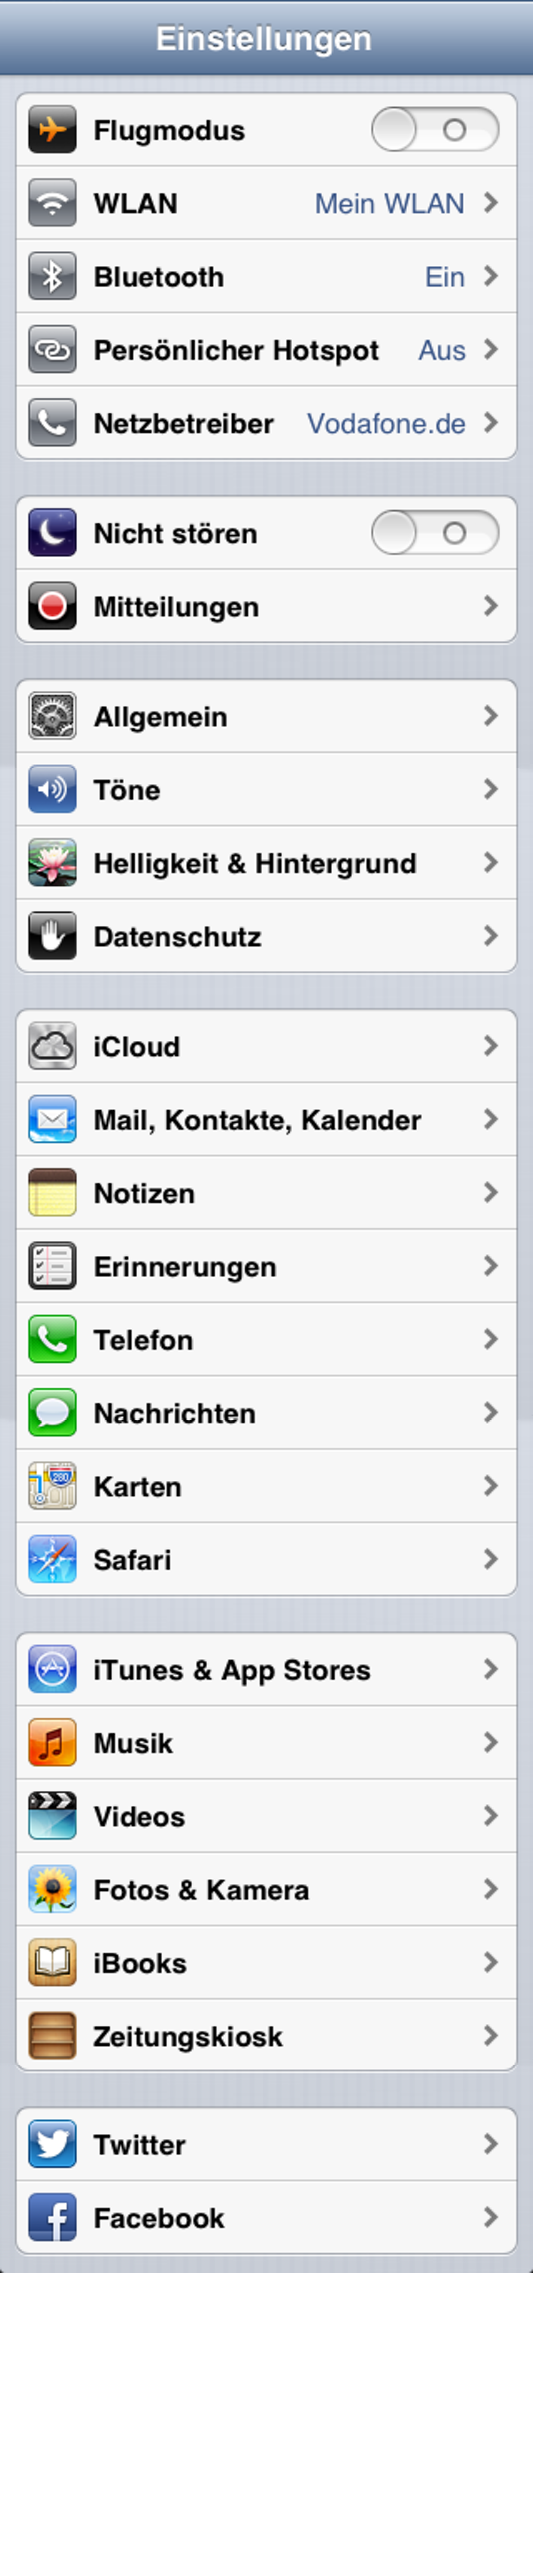 Einstellungen
Flugmodus
WLAN Mein WLAN
Bluetooth Ein
Persönlicher Hotspot Aus
Netzbetreiber Vodafone.de
Nicht stören
Mitteilungen
Allgemein
Töne
Helligkeit & Hintergrund
Datenschutz
iCloud
Mail, Kontakte, Kalender
Notizen
Erinnerungen
Telefon
Nachrichten
280
Karten
Safari
iTunes & App Stores
Musik
Videos
Fotos & Kamera
iBooks
Zeitungskiosk
Twitter
Facebook